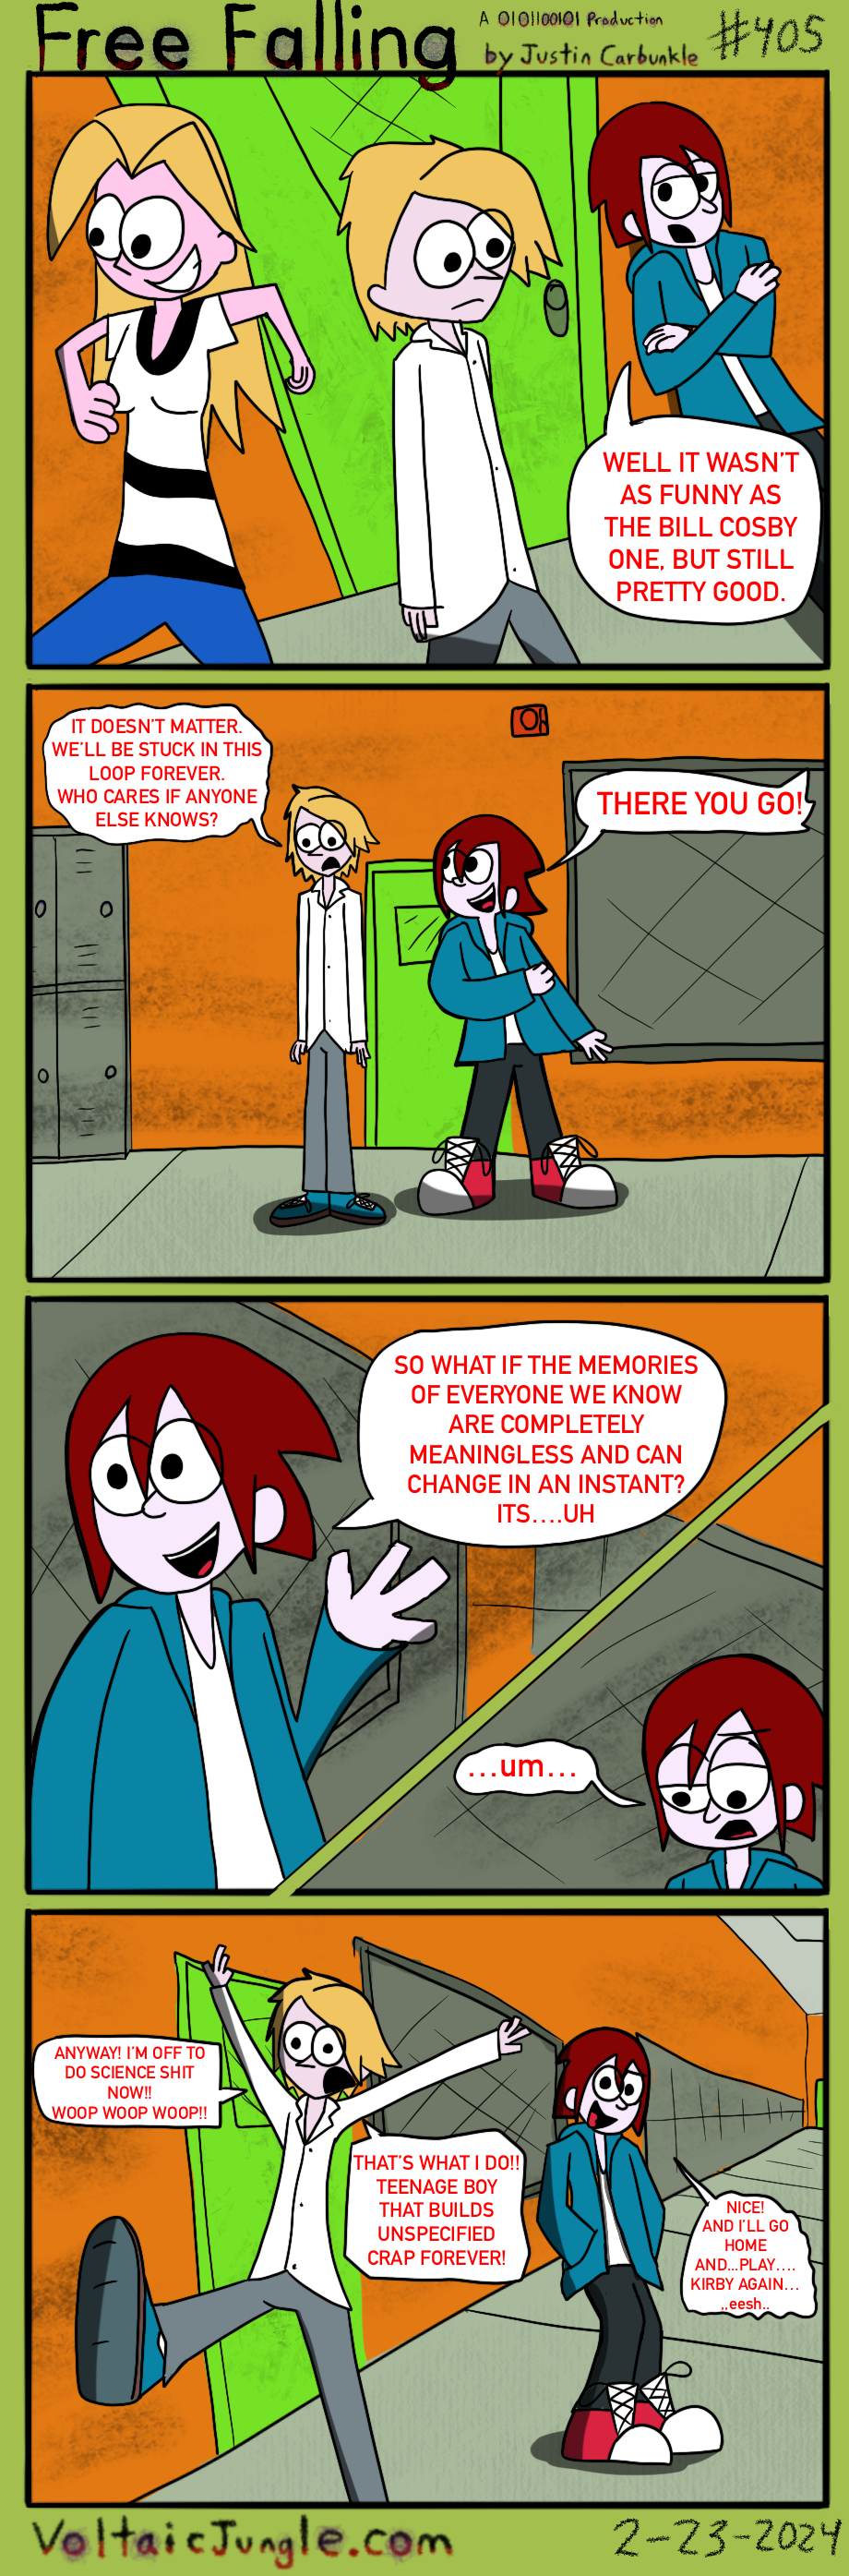 Free Falling
A 0101100101 Production
by Justin Carbunkle
#405
WELL IT WASN'T
AS FUNNY AS
THE BILL COSBY
ONE, BUT STILL
PRETTY GOOD.
IT DOESN'T MATTER.
WE'LL BE STUCK IN THIS
LOOP FOREVER.
WHO CARES IF ANYONE
ELSE KNOWS?
THERE YOU GO!
SO WHAT IF THE MEMORIES
OF EVERYONE WE KNOW
ARE COMPLETELY
MEANINGLESS AND CAN
CHANGE IN AN INSTANT?
ITS....UH
...um...
ANYWAY! I'M OFF TO
DO SCIENCE SHIT
NOW!!
WOOP WOOP WOOP!!
THAT'S WHAT I DO!!
TEENAGE BOY
THAT BUILDS
UNSPECIFIED
CRAP FOREVER!
NICE!
AND I'LL GO
HOME
AND...PLAY....
KIRBY AGAIN...
..eesh..
VoltaicJungle.com
2-23-2024